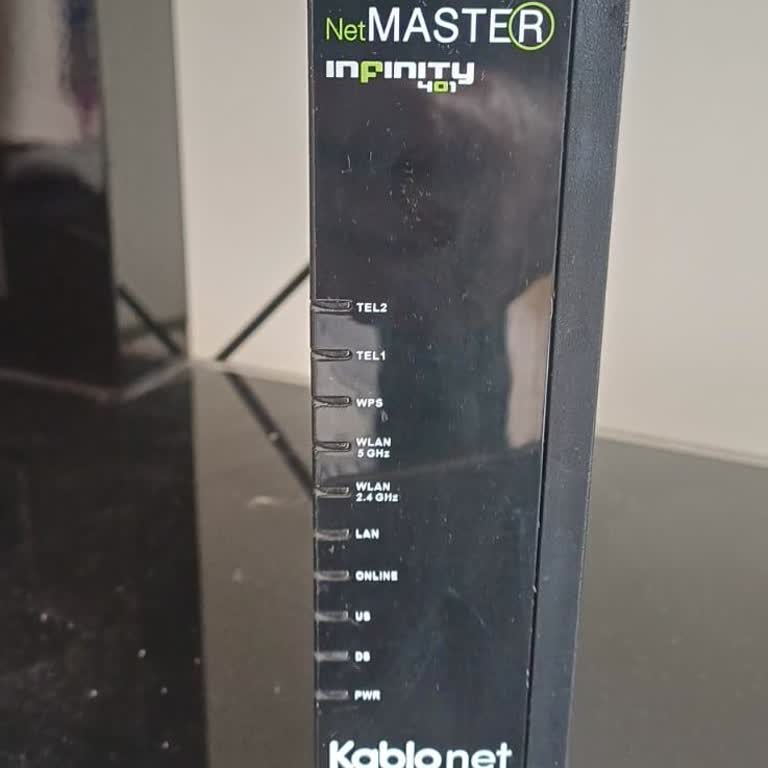 NetMASTER
INFINITY
401
TEL2
TEL1
WPS
WLAN
5 GHz
WLAN
2.4 GHz
LAN
ONLINE
US
DS
PWR
Kablonet